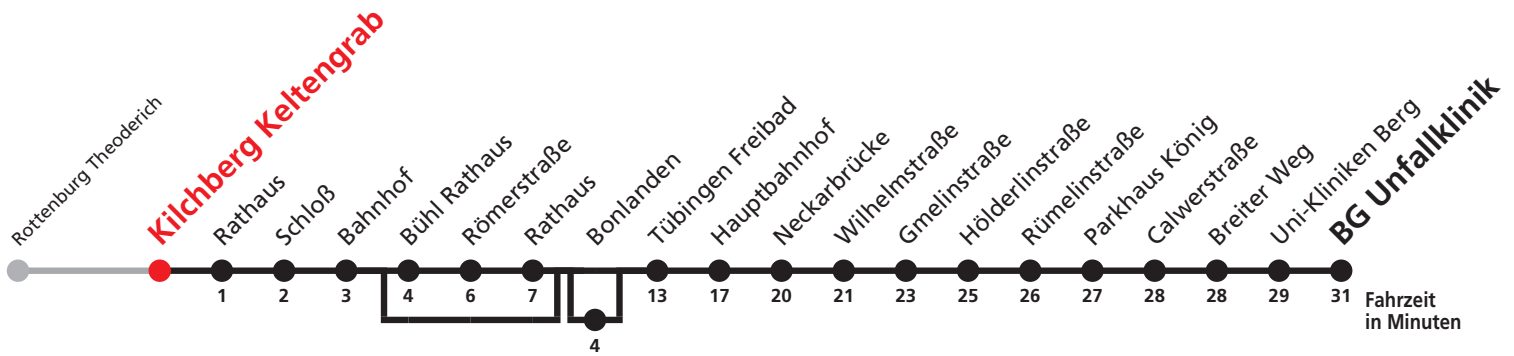 Rottenburg Theoderich
Kilchberg Keltengrab
Rathaus
Schloß
Bahnhof
Bühl Rathaus
Römerstraße
Rathaus
Bonlanden
Tübingen Freibad
Hauptbahnhof
Neckarbrücke
Wilhelmstraße
Gmelinstraße
Hölderlinstraße
Rümelinstraße
Parkhaus König
Calwerstraße
Breiter Weg
Uni-Kliniken Berg
BG Unfallklinik
1 2 3 4 6 7 13 17 20 21 23 25 26 27 28 28 29 31
Fahrzeit
in Minuten
4